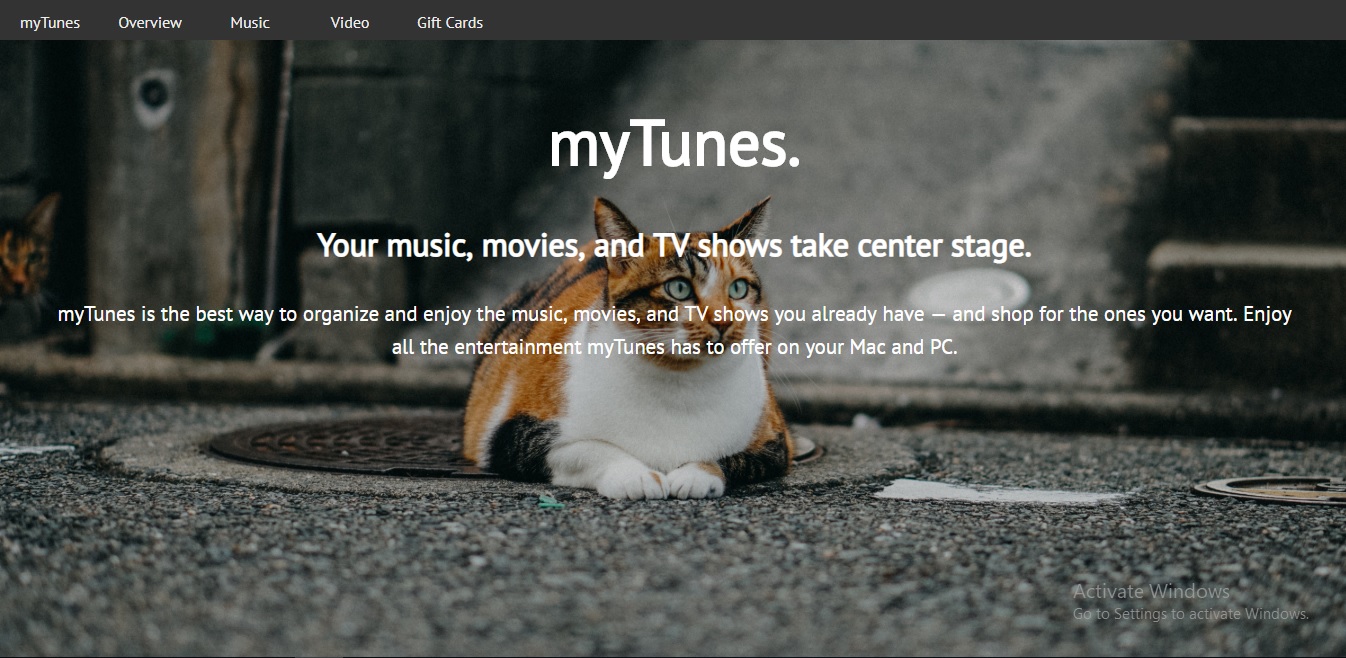 myTunes Overview Music Video Gift Cards
myTunes.
Your music, movies, and TV shows take center stage.
myTunes is the best way to organize and enjoy the music, movies, and TV shows you already have — and shop for the ones you want. Enjoy
all the entertainment myTunes has to offer on your Mac and PC.
Activate Windows
Go to Settings to activate Windows.